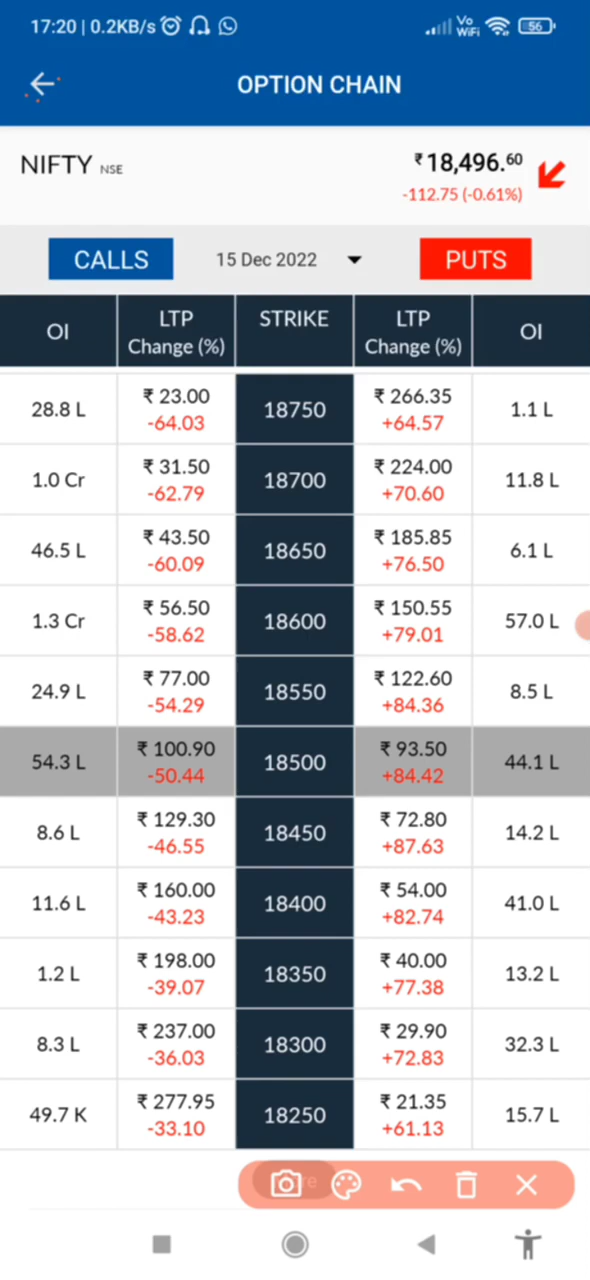 17:20 | 0.2KB/s Vo WiFi 56
OPTION CHAIN
NIFTY NSE ₹18,496.60
-112.75 (-0.61%)
CALLS 15 Dec 2022 PUTS
OI LTP Change (%) STRIKE LTP Change (%) OI
28.8 L ₹ 23.00 -64.03 18750 ₹ 266.35 +64.57 1.1 L
1.0 Cr ₹ 31.50 -62.79 18700 ₹ 224.00 +70.60 11.8 L
46.5 L ₹ 43.50 -60.09 18650 ₹ 185.85 +76.50 6.1 L
1.3 Cr ₹ 56.50 -58.62 18600 ₹ 150.55 +79.01 57.0 L
24.9 L ₹ 77.00 -54.29 18550 ₹ 122.60 +84.36 8.5 L
54.3 L ₹ 100.90 -50.44 18500 ₹ 93.50 +84.42 44.1 L
8.6 L ₹ 129.30 -46.55 18450 ₹ 72.80 +87.63 14.2 L
11.6 L ₹ 160.00 -43.23 18400 ₹ 54.00 +82.74 41.0 L
1.2 L ₹ 198.00 -39.07 18350 ₹ 40.00 +77.38 13.2 L
8.3 L ₹ 237.00 -36.03 18300 ₹ 29.90 +72.83 32.3 L
49.7 K ₹ 277.95 -33.10 18250 ₹ 21.35 +61.13 15.7 L